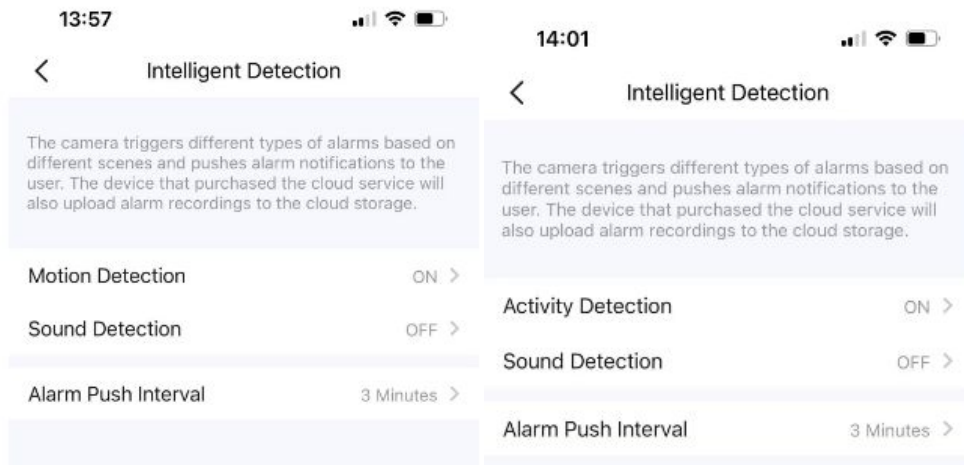 13:57
Intelligent Detection
The camera triggers different types of alarms based on
different scenes and pushes alarm notifications to the
user. The device that purchased the cloud service will
also upload alarm recordings to the cloud storage.
Motion Detection ON
Sound Detection OFF
Alarm Push Interval 3 Minutes
14:01
Intelligent Detection
The camera triggers different types of alarms based on
different scenes and pushes alarm notifications to the
user. The device that purchased the cloud service will
also upload alarm recordings to the cloud storage.
Activity Detection ON
Sound Detection OFF
Alarm Push Interval 3 Minutes